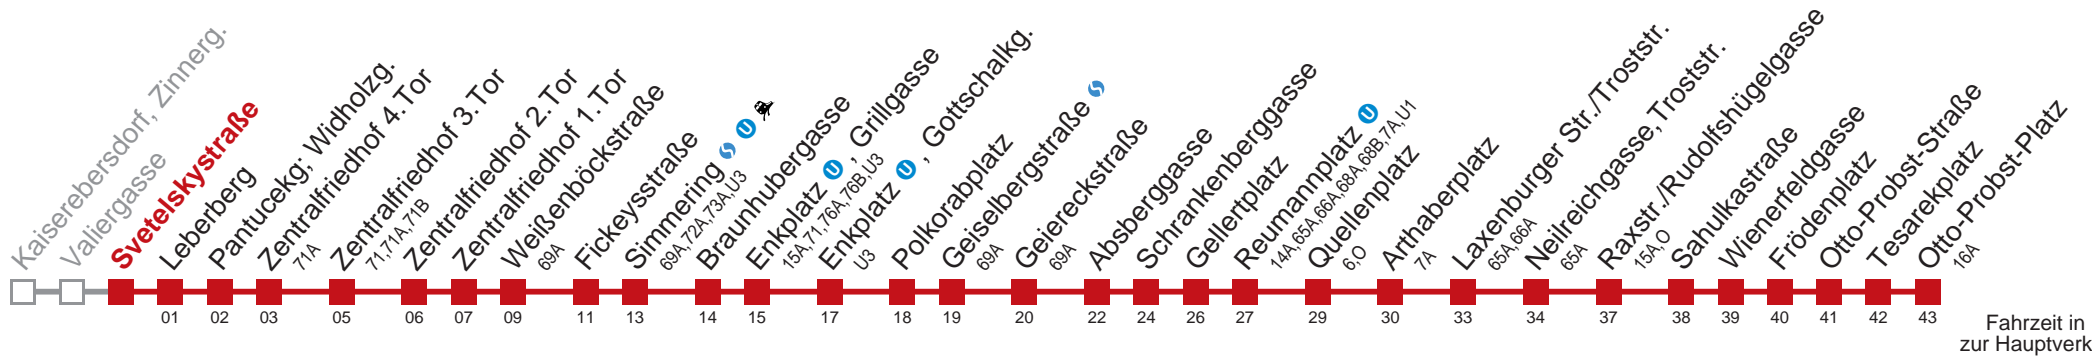 Kaiserebersdorf, Zinnerg.
Valiergasse
Svetelskystraße
Leberberg
Pantucekg; Widholzg.
Zentralfriedhof 4.Tor
71A
Zentralfriedhof 3.Tor
71,71A,71B
Zentralfriedhof 2.Tor
Zentralfriedhof 1.Tor
Weißenböckstraße
69A
Fickeysstraße
Simmering
69A,72A,73A,U3
Braunhubergasse
Enkplatz U, Grillgasse
15A,71,76A,76B,U3
Enkplatz U, Gottschalkg.
U3
Polkorabplatz
Geiselbergstraße
69A
Geiereckstraße
69A
Absberggasse
Schrankenberggasse
Gellertplatz
Reumannplatz U
14A,65A,66A,68A,68B,7A,U1
Quellenplatz
6,O
Arthaberplatz
7A
Laxenburger Str./Troststr.
65A,66A
Neilreichgasse,Troststr.
65A
Raxstr./Rudolfshügelgasse
15A,O
Sahulkastraße
Wienerfeldgasse
Frödenplatz
Otto-Probst-Straße
Tesarekplatz
Otto-Probst-Platz
16A
01 02 03 05 06 07 09 11 13 14 15 17 18 19 20 22 24 26 27 29 30 33 34 37 38 39 40 41 42 43
Fahrzeit in
zur Hauptverk